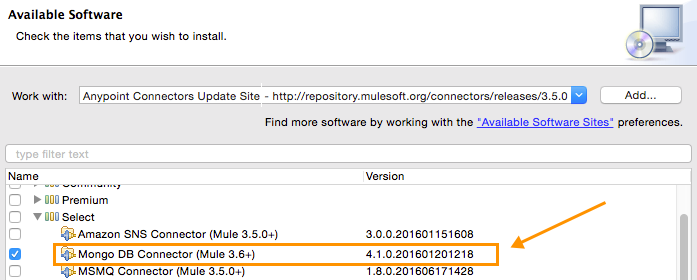 Available Software
Check the items that you wish to install.
Work with: Anypoint Connectors Update Site - http://repository.mulesoft.org/connectors/releases/3.5.0 Add...
Find more software by working with the "Available Software Sites" preferences.
type filter text
Name Version
Community
Premium
Select
Amazon SNS Connector (Mule 3.5.0+) 3.0.0.201601151608
Mongo DB Connector (Mule 3.6+) 4.1.0.201601201218
MSMQ Connector (Mule 3.5.0+) 1.8.0.201606171428